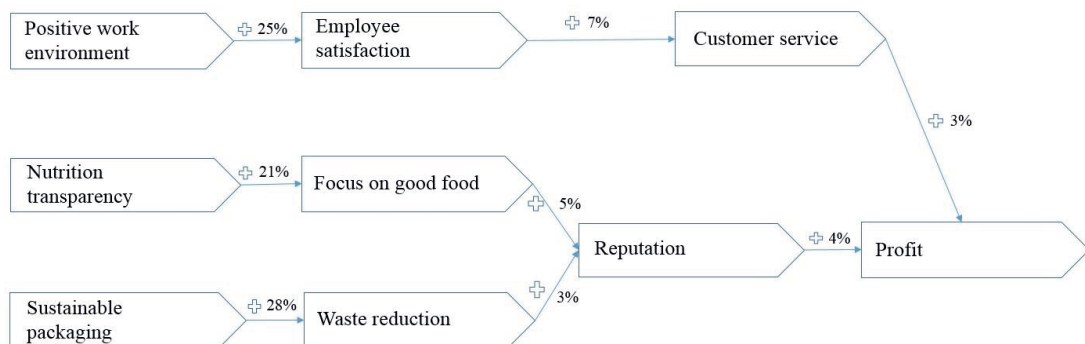 Positive work
environment
25%
Employee
satisfaction
7%
Customer service
3%
Nutrition
transparency
21%
Focus on good food
5%
Reputation
4%
Profit
Sustainable
packaging
28%
Waste reduction
3%